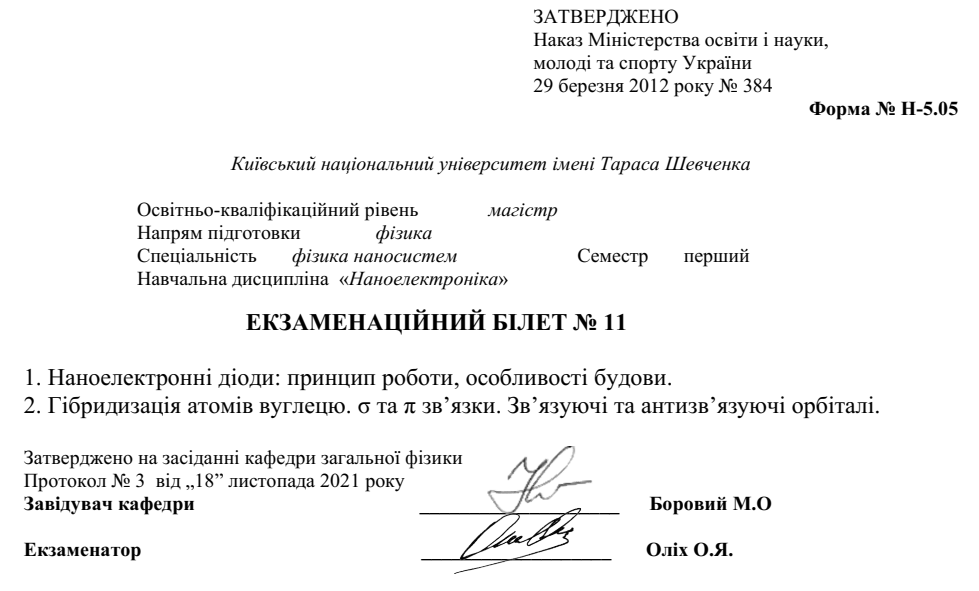 ЗАТВЕРДЖЕНО
Наказ Міністерства освіти і науки,
молоді та спорту України
29 березня 2012 року № 384
Форма № Н-5.05
Київський національний університет імені Тараса Шевченка
Освітньо-кваліфікаційний рівень магістр
Напрям підготовки фізика
Спеціальність фізика наносистем Семестр перший
Навчальна дисципліна «Наноелектроніка»
ЕКЗАМЕНАЦІЙНИЙ БІЛЕТ № 11
1. Наноелектронні діоди: принцип роботи, особливості будови.
2. Гібридизація атомів вуглецю. σ та π зв’язки. Зв’язуючі та антизв’язуючі орбіталі.
Затверджено на засіданні кафедри загальної фізики
Протокол № 3 від „18” листопада 2021 року
Завідувач кафедри Боровий М.О
Екзаменатор Оліх О.Я.